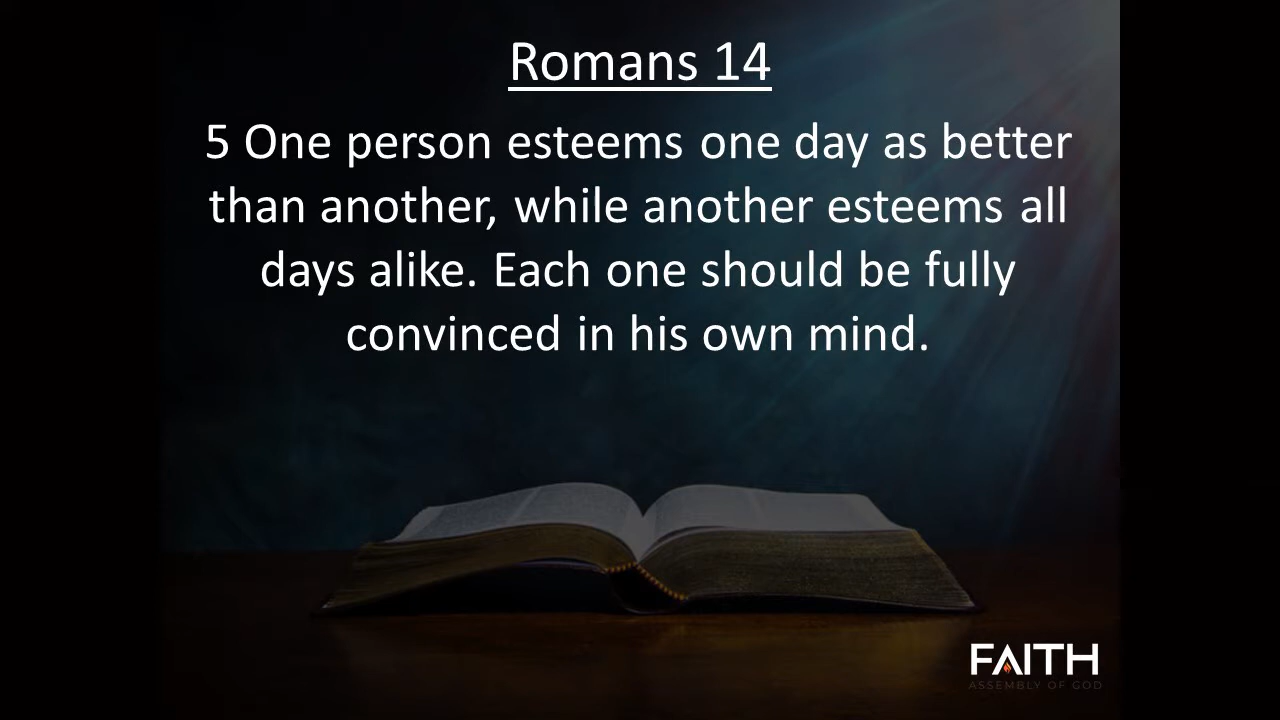 Romans 14
5 One person esteems one day as better
than another, while another esteems all
days alike. Each one should be fully
convinced in his own mind.
FAITH
ASSEMBLY OF GOD